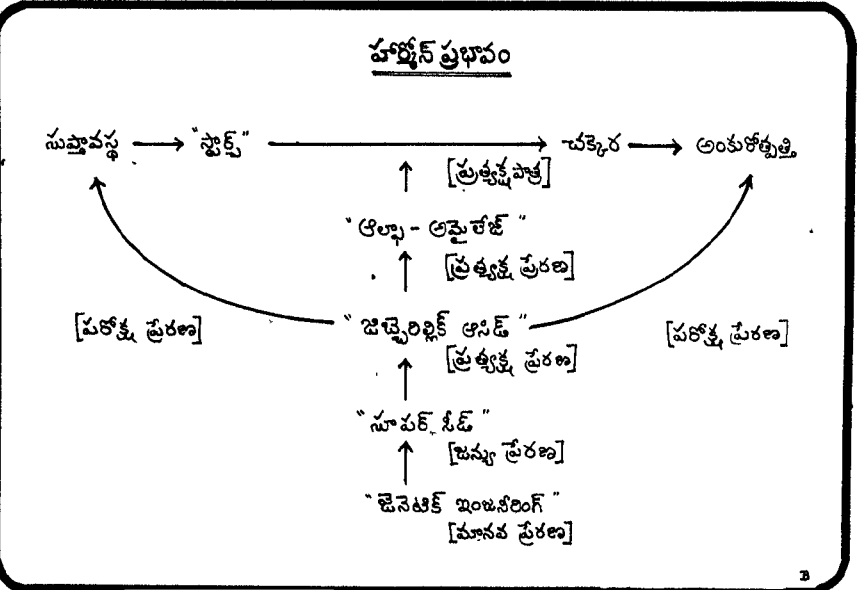 హార్మోన్ ప్రభావం
సుప్తావస్థ → "స్టార్చ్" → చక్కెర → అంకురోత్పత్తి
[ప్రత్యక్షపాత్ర]
"ఆల్ఫా - అమైలేజ్"
[ప్రత్యక్ష ప్రేరణ]
[పరోక్ష ప్రేరణ] "జిబ్బెరిల్లిక్ ఆసిడ్" [పరోక్ష ప్రేరణ]
[ప్రత్యక్ష ప్రేరణ]
"సూపర్ సీడ్"
[జన్యు ప్రేరణ]
"జెనెటిక్ ఇంజనీరింగ్"
[మానవ ప్రేరణ]
B